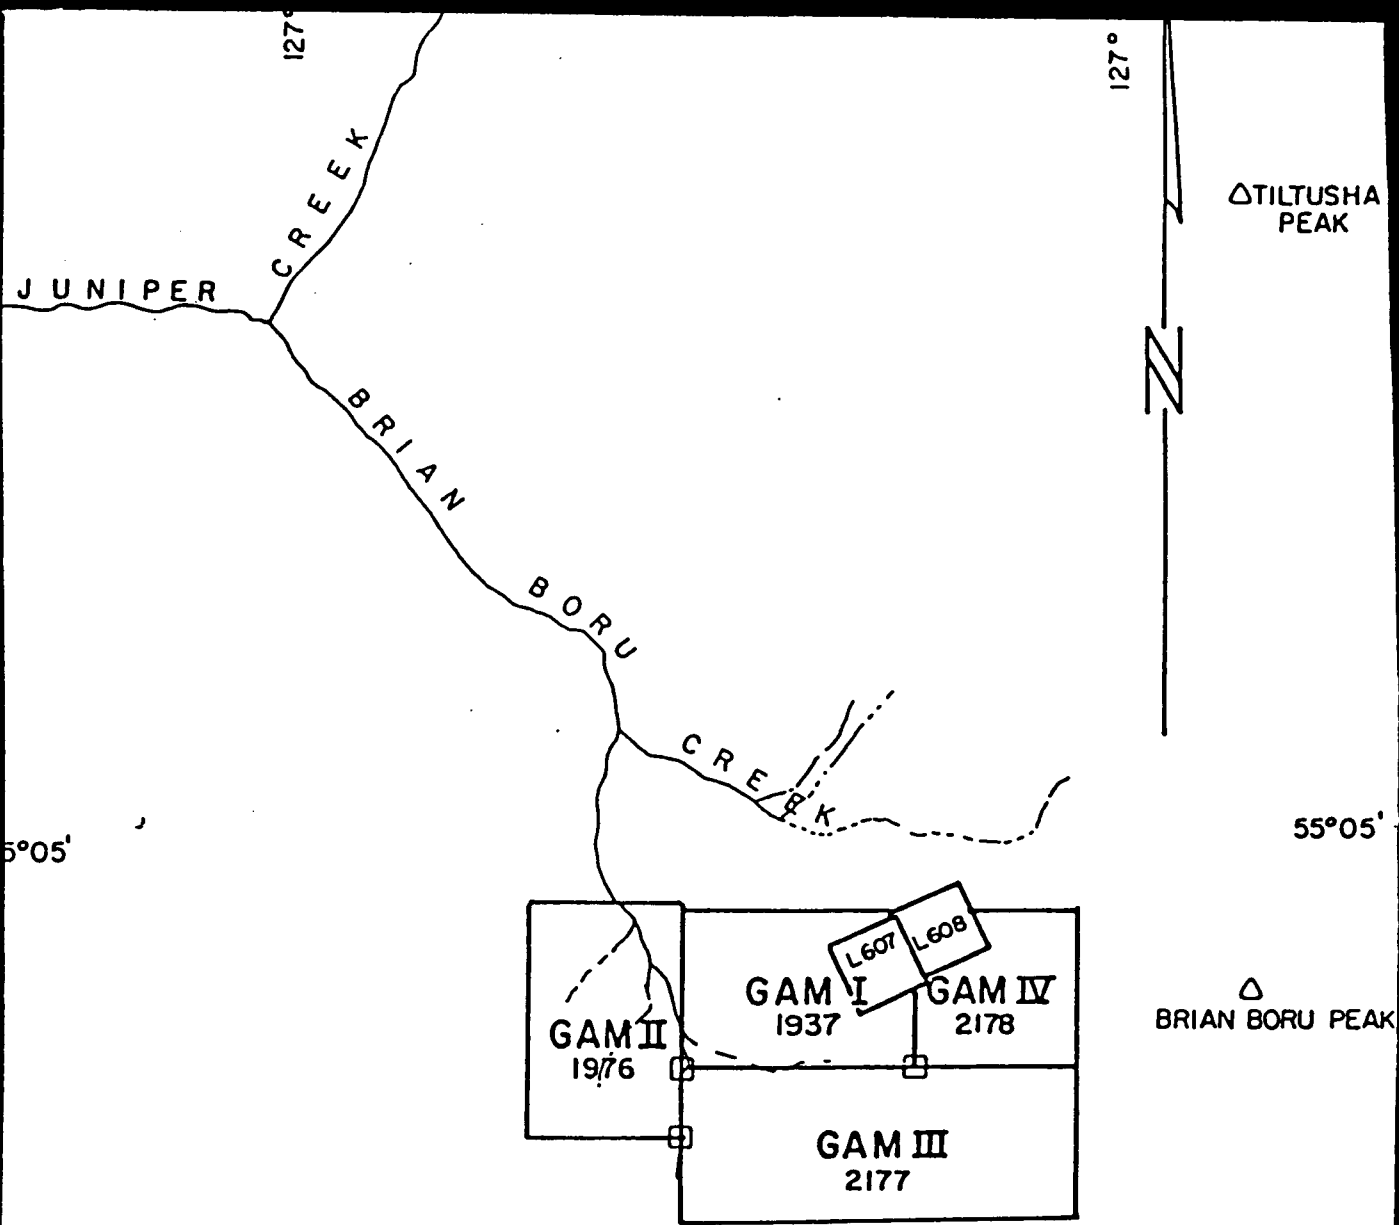 127°
127°
TILTUSHA
PEAK
JUNIPER CREEK
N
BRIAN BORU CREEK
55°05'
5°05'
L607
L608
GAM I
1937
GAM IV
2178
BRIAN BORU PEAK
GAM II
1976
GAM III
2177